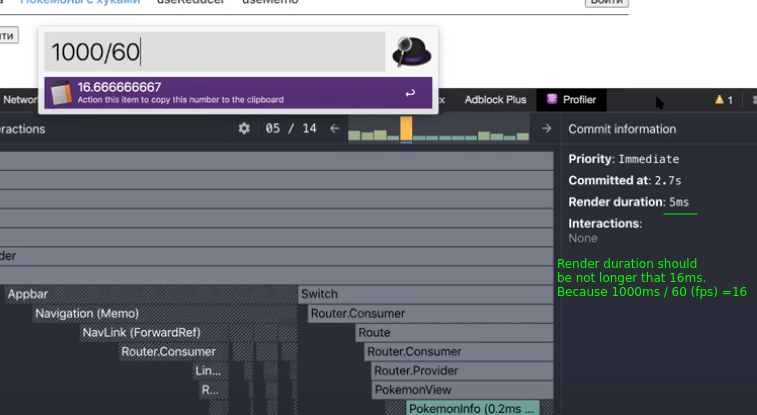 Покемоны с хуками useReducer useMemo Войти
йти
1000/60
16.666666667
Action this item to copy this number to the clipboard
Networ x Adblock Plus Profiler 1
eractions 05 / 14 Commit information
Priority: Immediate
Committed at: 2.7s
Render duration: 5ms
Interactions:
None
der
Render duration should
be not longer that 16ms.
Because 1000ms / 60 (fps) =16
Appbar Switch
Navigation (Memo) Router.Consumer
NavLink (ForwardRef) Route
Router.Consumer Router.Consumer
Lin... Router.Provider
R... PokemonView
PokemonInfo (0.2ms ...